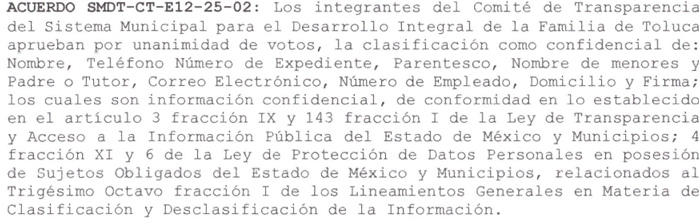 ACUERDO SMDT-CT-E12-25-02: Los integrantes del Comité de Transparencia
del Sistema Municipal para el Desarrollo Integral de la Familia de Toluca
aprueban por unanimidad de votos, la clasificación como confidencial de:
Nombre, Teléfono Número de Expediente, Parentesco, Nombre de menores y
Padre o Tutor, Correo Electrónico, Número de Empleado, Domicilio y Firma;
los cuales son información confidencial, de conformidad en lo establecido
en el artículo 3 fracción IX y 143 fracción I de la Ley de Transparencia
y Acceso a la Información Pública del Estado de México y Municipios; 4
fracción XI y 6 de la Ley de Protección de Datos Personales en posesión
de Sujetos Obligados del Estado de México y Municipios, relacionados al
Trigésimo Octavo fracción I de los Lineamientos Generales en Materia de
Clasificación y Desclasificación de la Información.